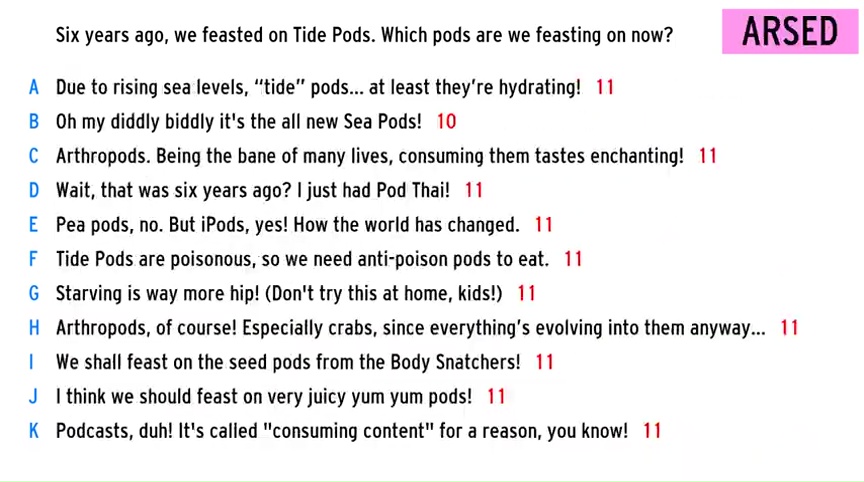 Six years ago, we feasted on Tide Pods. Which pods are we feasting on now?
ARSED
A Due to rising sea levels, “tide” pods... at least they’re hydrating! 11
B Oh my diddly biddly it's the all new Sea Pods! 10
C Arthropods. Being the bane of many lives, consuming them tastes enchanting! 11
D Wait, that was six years ago? I just had Pod Thai! 11
E Pea pods, no. But iPods, yes! How the world has changed. 11
F Tide Pods are poisonous, so we need anti-poison pods to eat. 11
G Starving is way more hip! (Don't try this at home, kids!) 11
H Arthropods, of course! Especially crabs, since everything’s evolving into them anyway... 11
I We shall feast on the seed pods from the Body Snatchers! 11
J I think we should feast on very juicy yum yum pods! 11
K Podcasts, duh! It's called "consuming content" for a reason, you know! 11